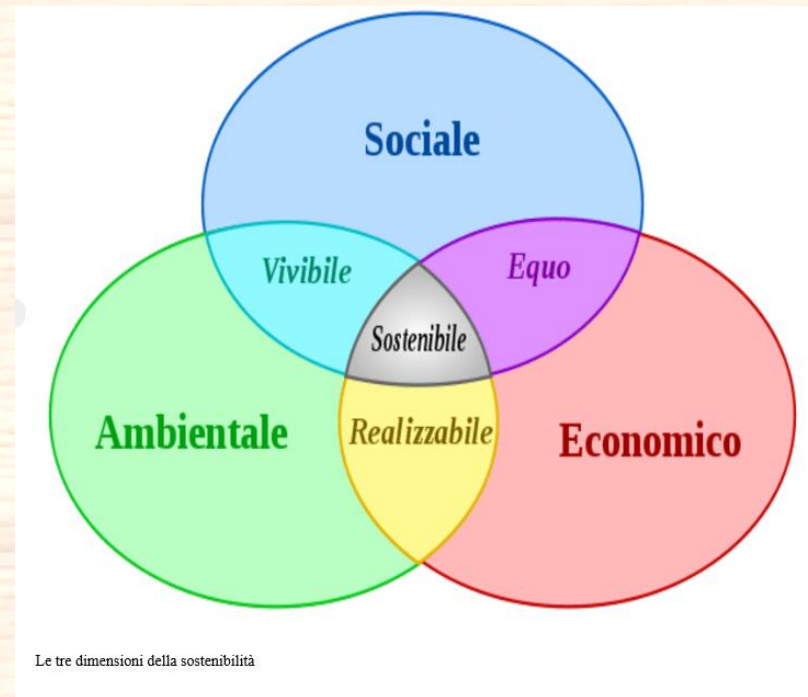 Sociale
Vivibile
Equo
Sostenibile
Ambientale
Realizzabile
Economico
Le tre dimensioni della sostenibilità